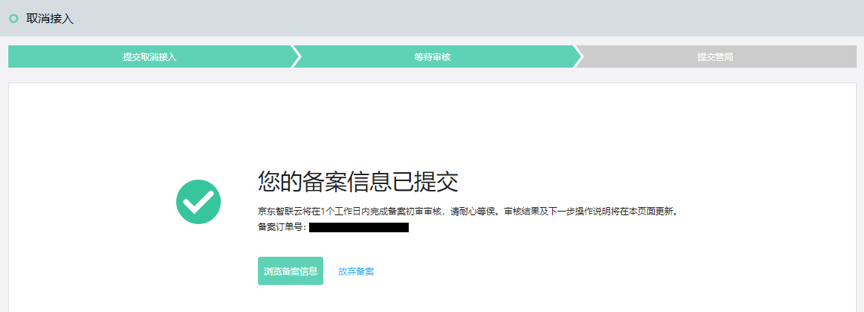 取消接入
提交取消接入
等待审核
提交管局
您的备案信息已提交
京东智联云将在1个工作日内完成备案初审审核，请耐心等侯。审核结果及下一步操作说明将在本页面更新。
备案订单号：
浏览备案信息
放弃备案